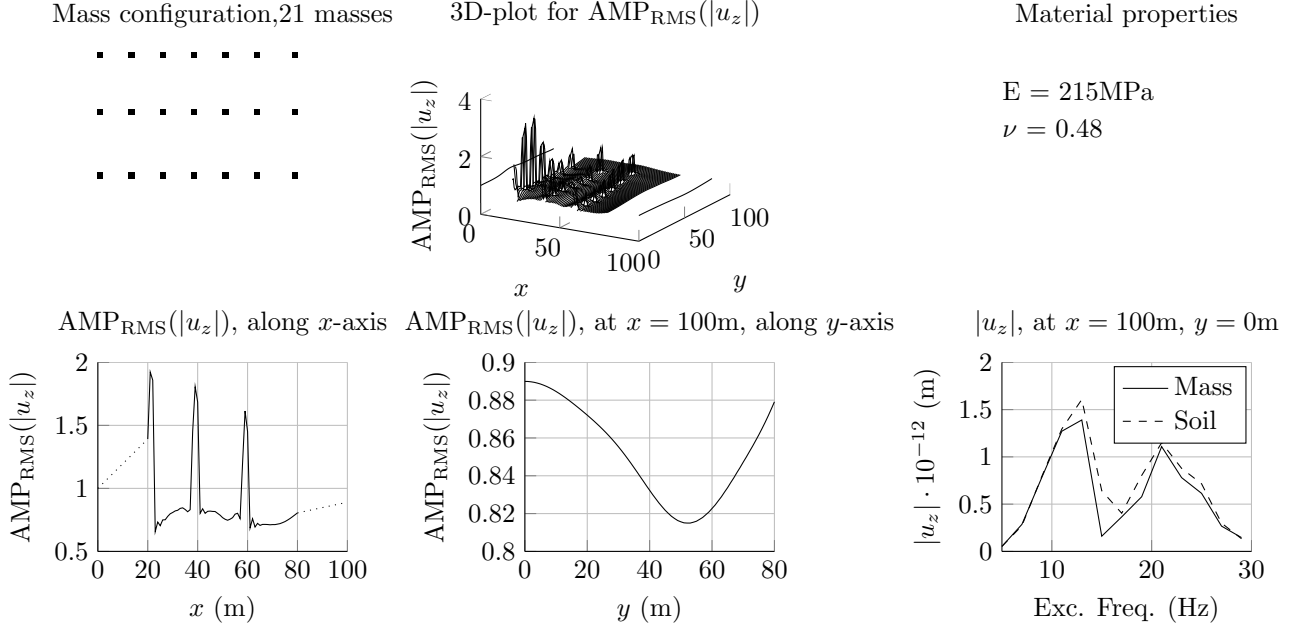 Mass configuration,21 masses
3D-plot for AMP_RMS(|u_z|)
Material properties
AMP_RMS(|u_z|)
4
2
0
0
50
100
x
0
50
100
y
E = 215MPa
ν = 0.48
AMP_RMS(|u_z|), along x-axis
AMP_RMS(|u_z|)
2
1.5
1
0.5
0 20 40 60 80 100
x (m)
AMP_RMS(|u_z|), at x = 100m, along y-axis
AMP_RMS(|u_z|)
0.9
0.88
0.86
0.84
0.82
0.8
0 20 40 60 80
y (m)
|u_z|, at x = 100m, y = 0m
|u_z| · 10^−12 (m)
2
1.5
1
0.5
0
10 20 30
Exc. Freq. (Hz)
Mass
Soil